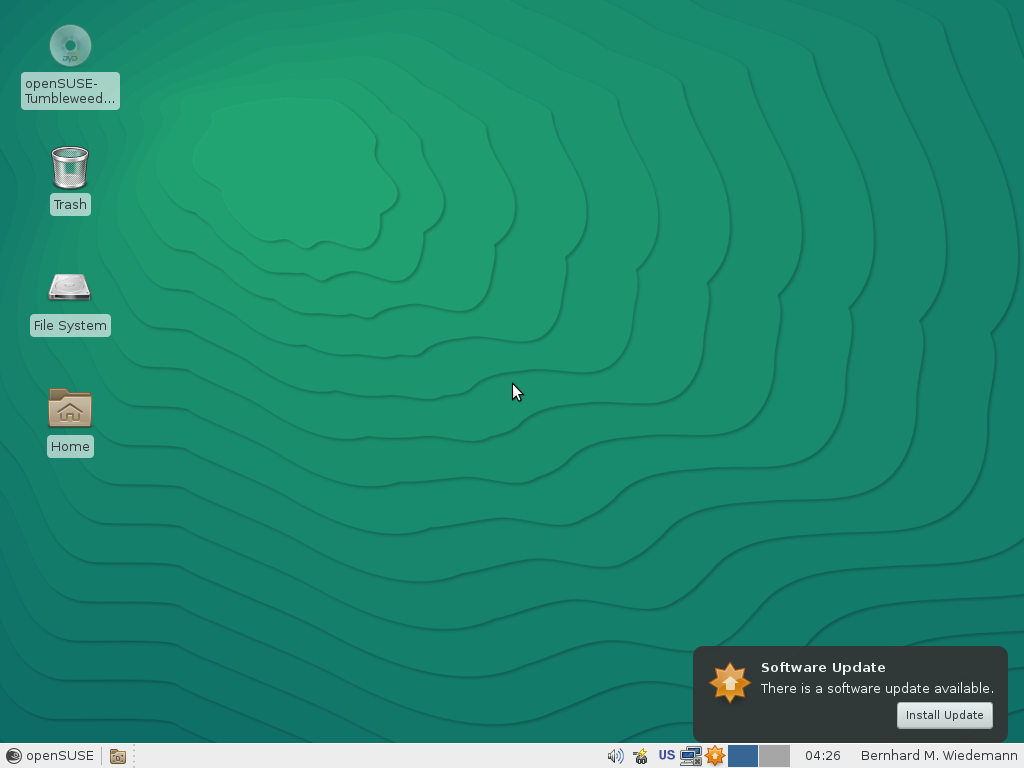 openSUSE-
Tumbleweed...
Trash
File System
Home
Software Update
There is a software update available.
Install Update
openSUSE
US
04:26
Bernhard M. Wiedemann